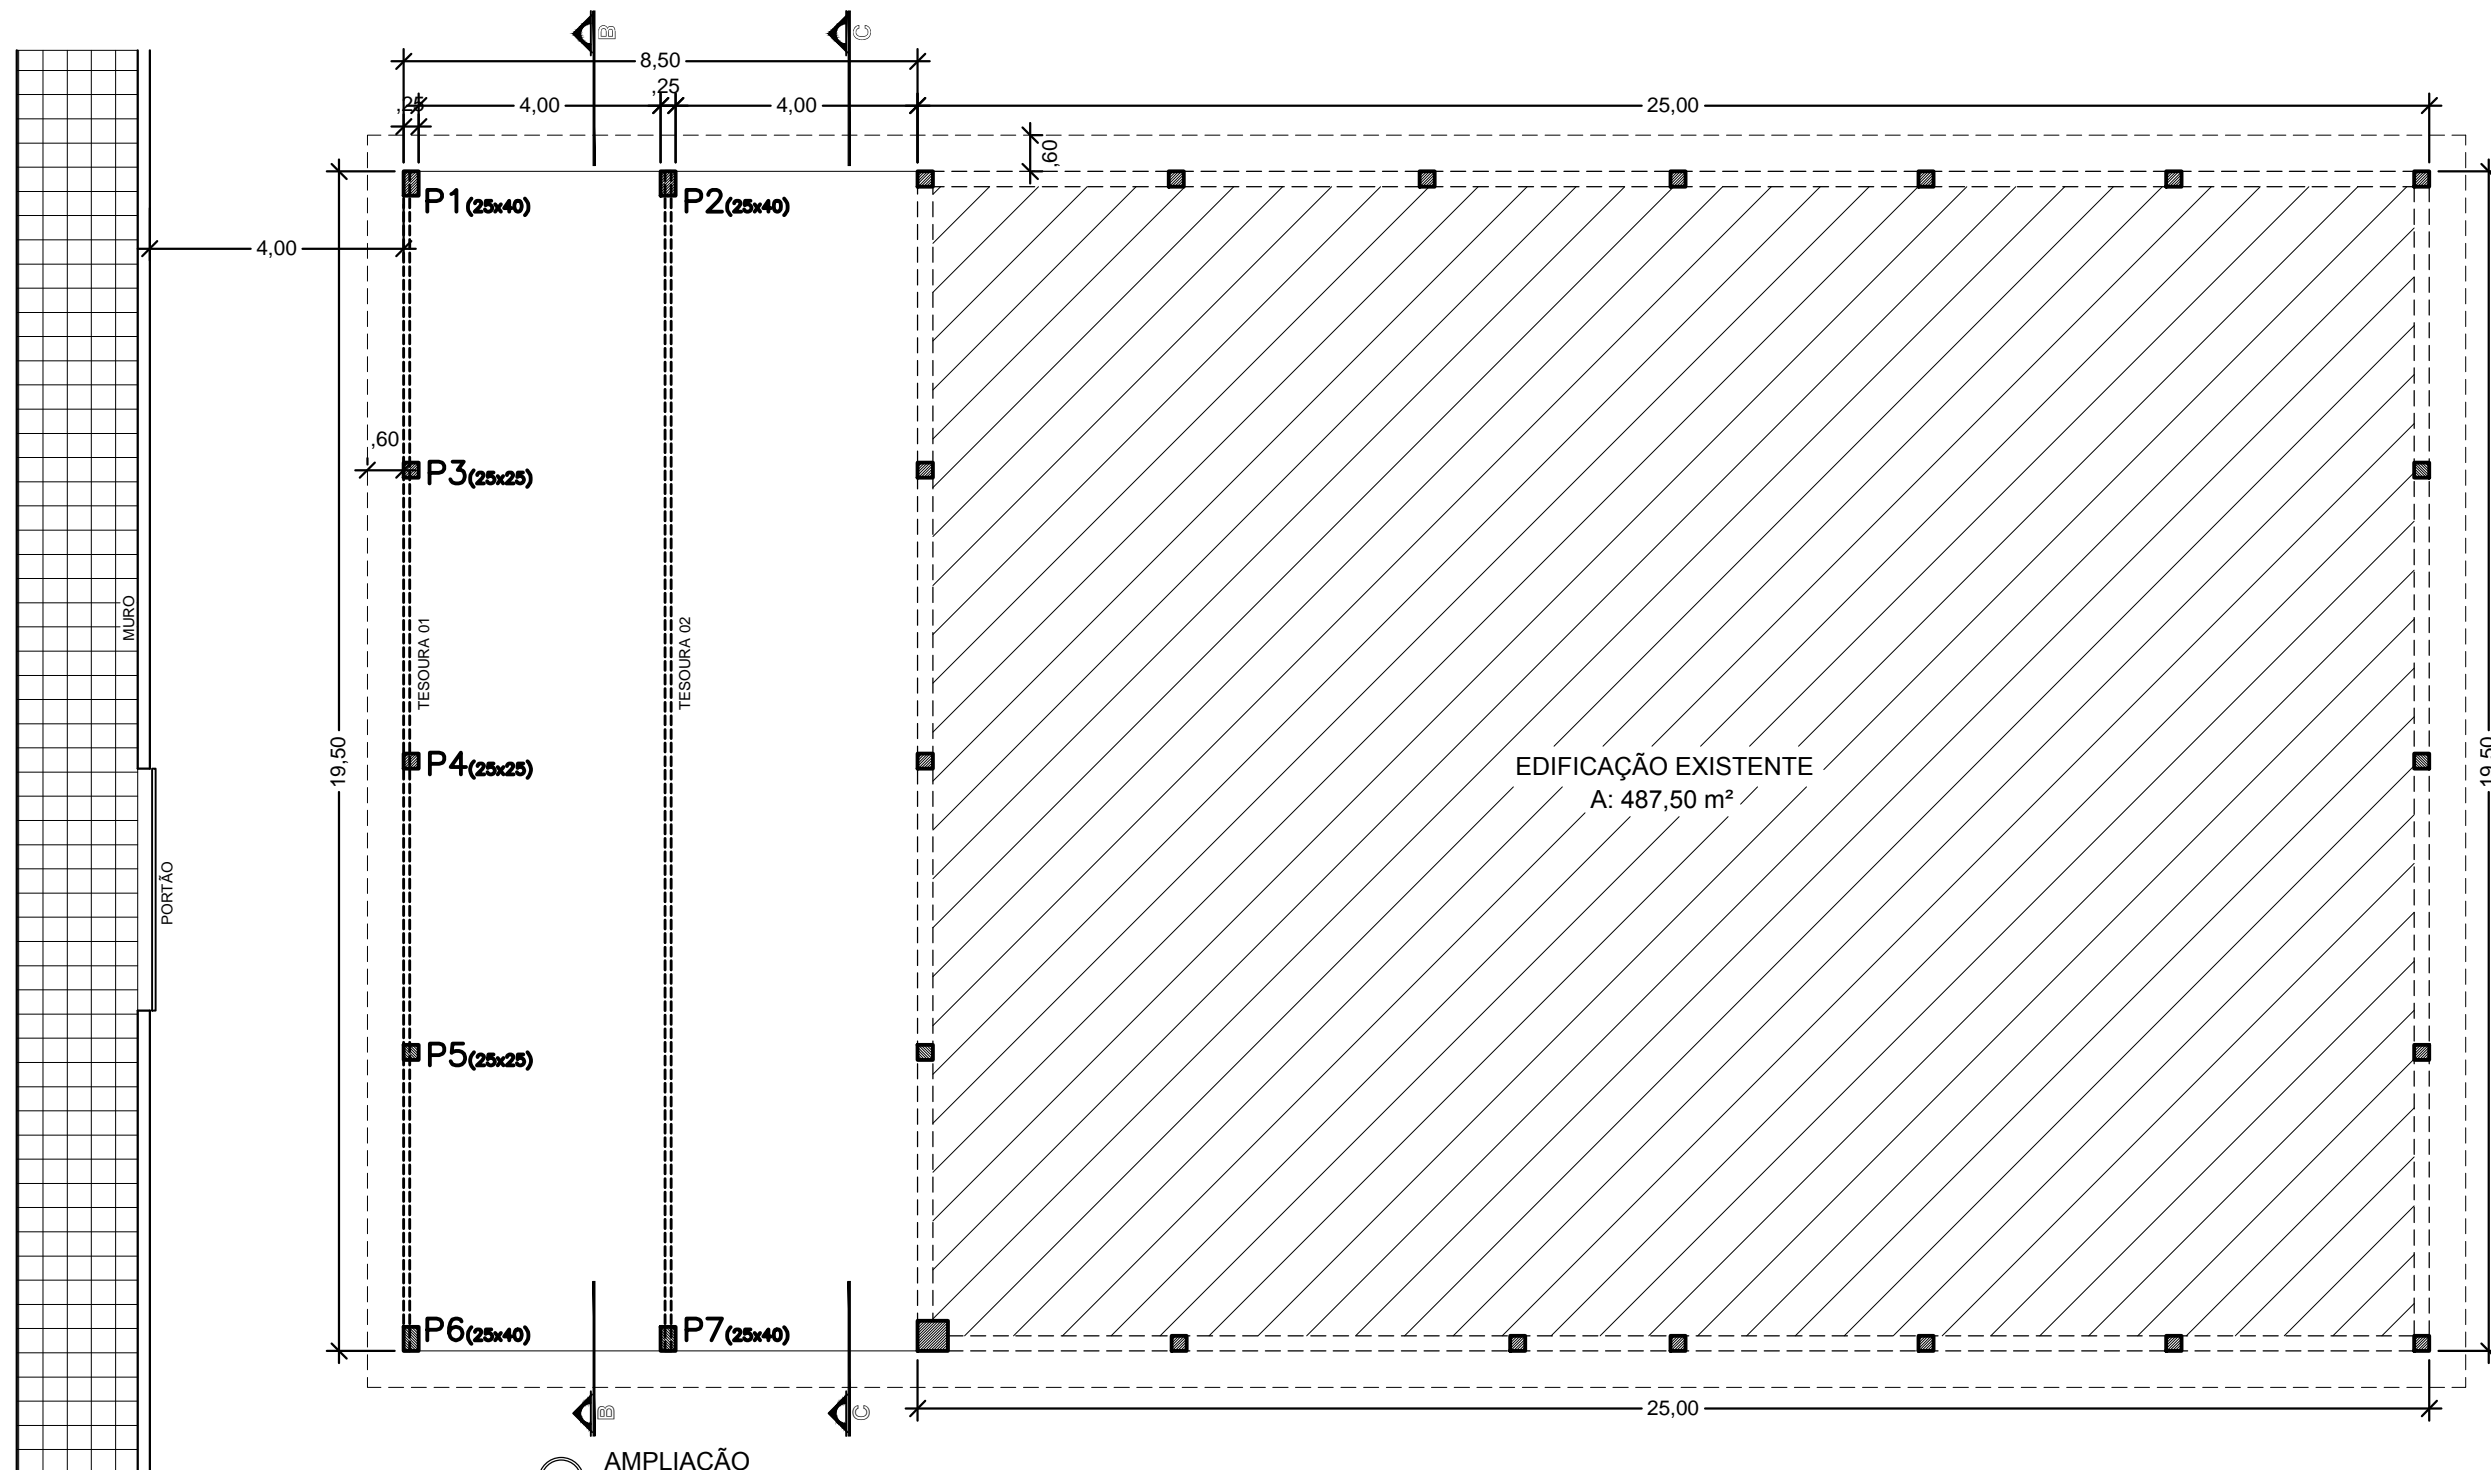 B
C
8,50
,25
,25
4,00
4,00
25,00
,60
P1(25x40)
P2(25x40)
4,00
,60
P3(25x25)
MURO
TESOURA 01
TESOURA 02
19,50
P4(25x25)
EDIFICAÇÃO EXISTENTE
A: 487,50 m²
19,50
PORTÃO
P5(25x25)
P6(25x40)
P7(25x40)
B
C
25,00
AMPLIAÇÃO